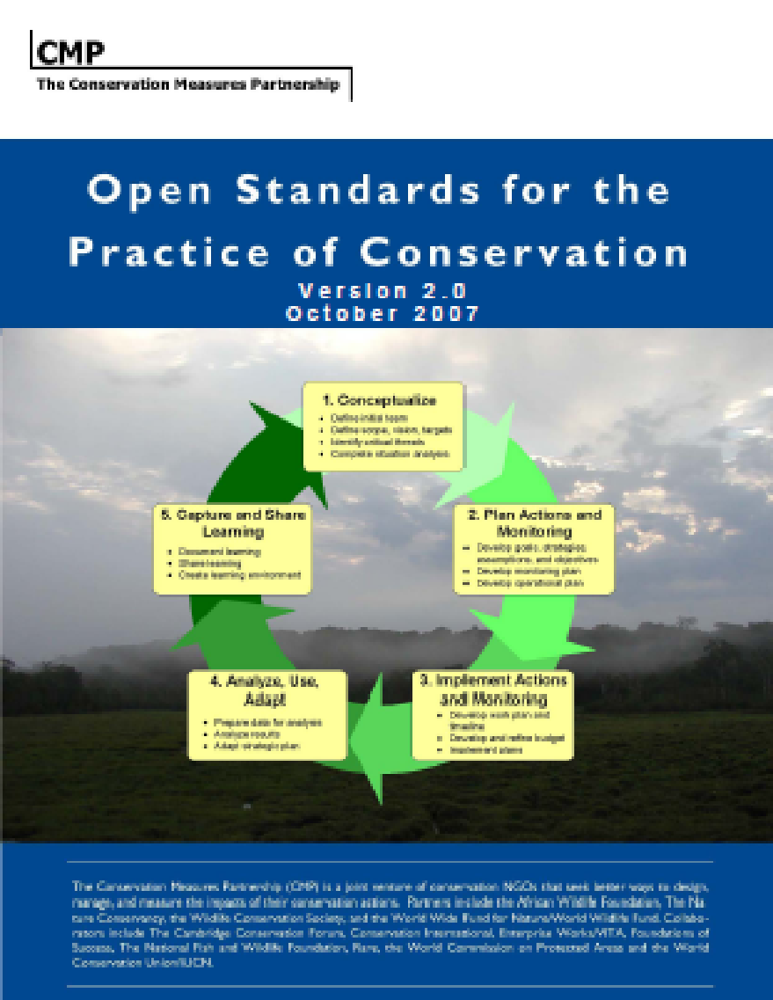 CMP
The Conservation Measures Partnership
Open Standards for the
Practice of Conservation
Version 2.0
October 2007
1. Conceptualize
• Define initial team
• Define scope, vision, targets
• Identify critical threats
• Complete situation analysis
5. Capture and Share
Learning
• Document learning
• Share learning
• Create learning environment
2. Plan Actions and
Monitoring
– Develop goals, strategies,
assumptions, and objectives
– Develop monitoring plan
– Develop operational plan
4. Analyze, Use,
Adapt
• Prepare data for analysis
• Analyze results
• Adapt strategic plan
3. Implement Actions
and Monitoring
• Develop work plan and
timeline
• Develop and refine budget
• Implement plans
The Conservation Measures Partnership (CMP) is a joint venture of conservation NGOs that seek better ways to design,
manage, and measure the impacts of their conservation actions. Partners include the African Wildlife Foundation, The Na-
ture Conservancy, the Wildlife Conservation Society, and the World Wide Fund for Nature/World Wildlife Fund. Collabo-
rators include The Cambridge Conservation Forum, Conservation International, Enterprise Works/VITA, Foundations of
Success, The National Fish and Wildlife Foundation, Rare, the World Commission on Protected Areas and the World
Conservation Union/IUCN.